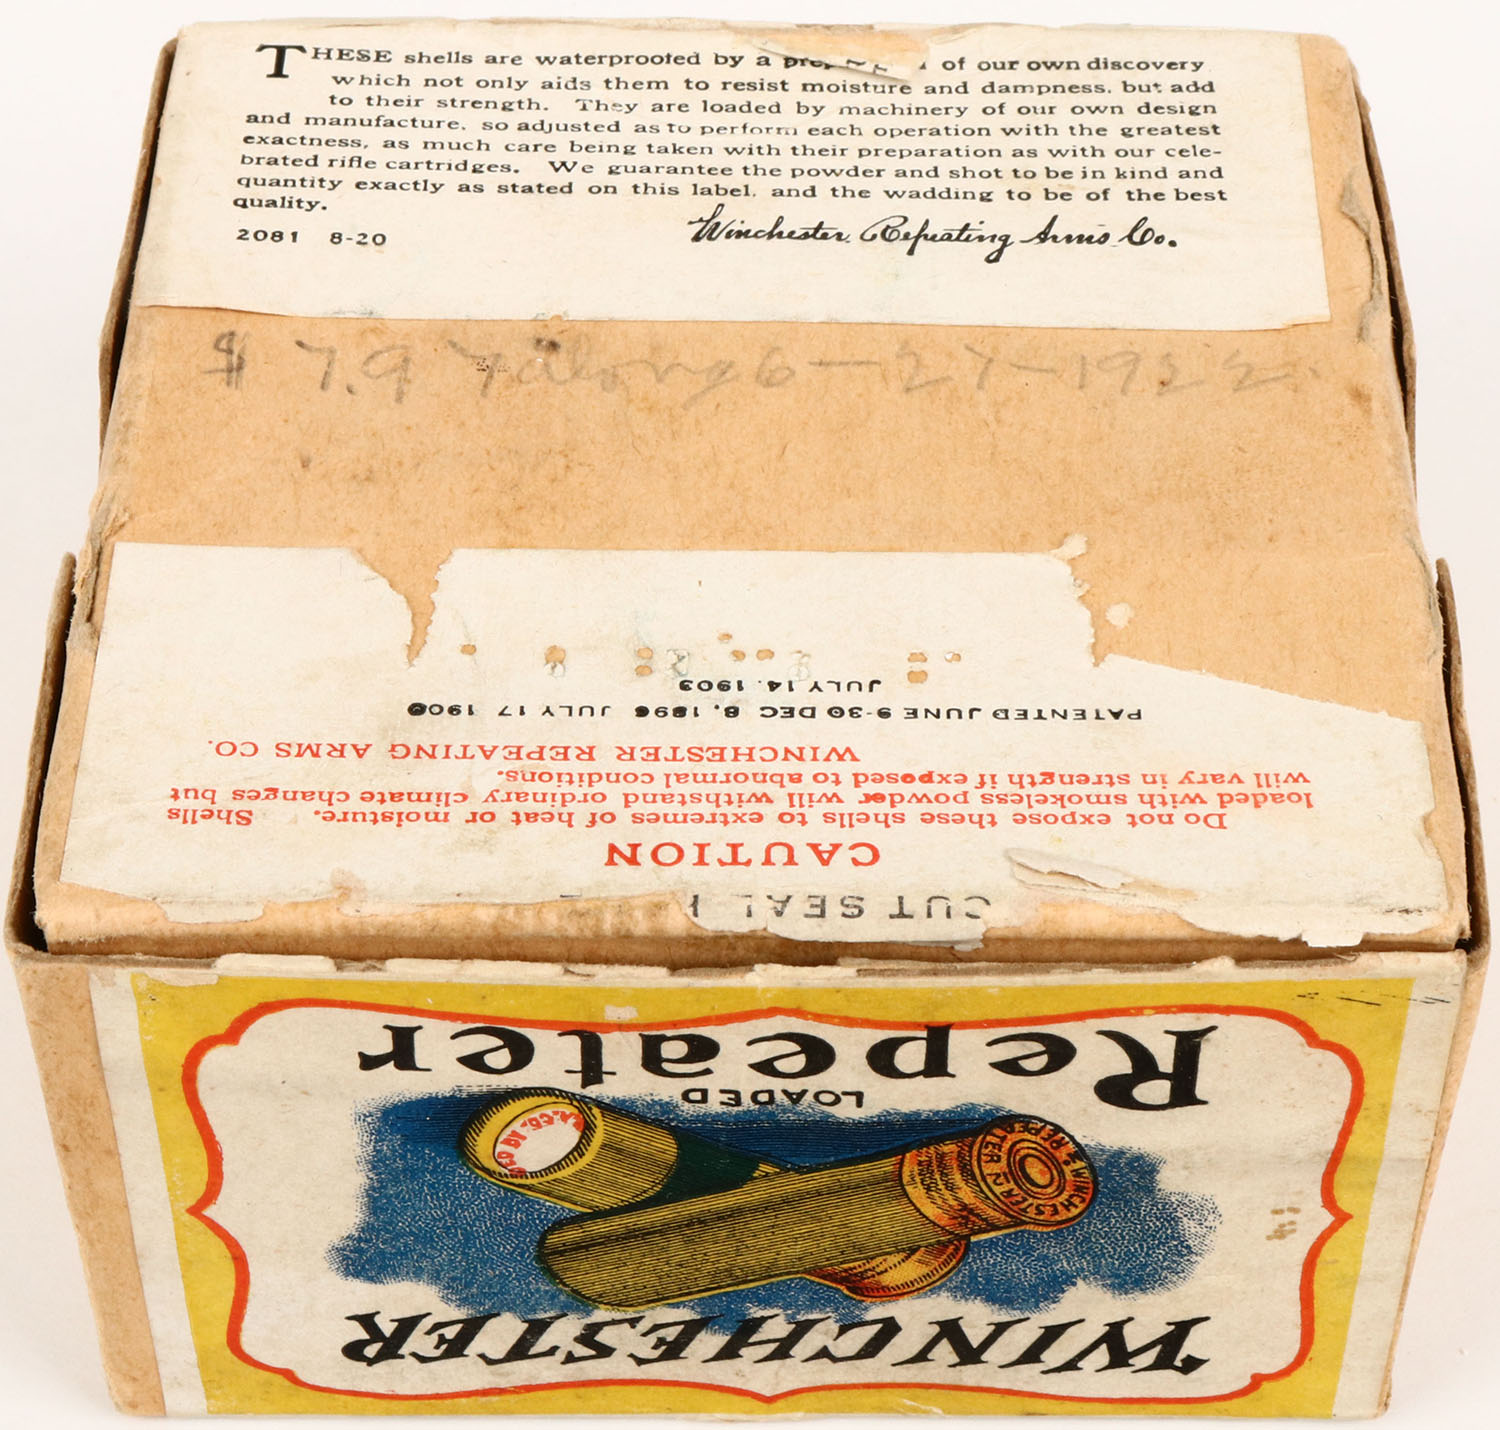 THESE shells are waterproofed by a of our own discovery
which not only aids them to resist moisture and dampness, but add
to their strength. They are loaded by machinery of our own design
and manufacture, so adjusted as to perform each operation with the greatest
exactness, as much care being taken with their preparation as with our cele-
brated rifle cartridges. We guarantee the powder and shot to be in kind and
quantity exactly as stated on this label, and the wadding to be of the best
quality.
2081 8-20 Winchester Repeating Arms Co.
$ 7.9 6-27-1922.
CUT SEAL
CAUTION
Do not expose these shells to extremes of heat or moisture. Shells
loaded with smokeless powder will withstand ordinary climate changes but
will vary in strength if exposed to abnormal conditions.
WINCHESTER REPEATING ARMS CO.
PATENTED JUNE 9-30 DEC 8, 1896 JULY 17 1900
JULY 14. 1903
WINCHESTER
WINCHESTER REPEATER
LOADED
Repeater